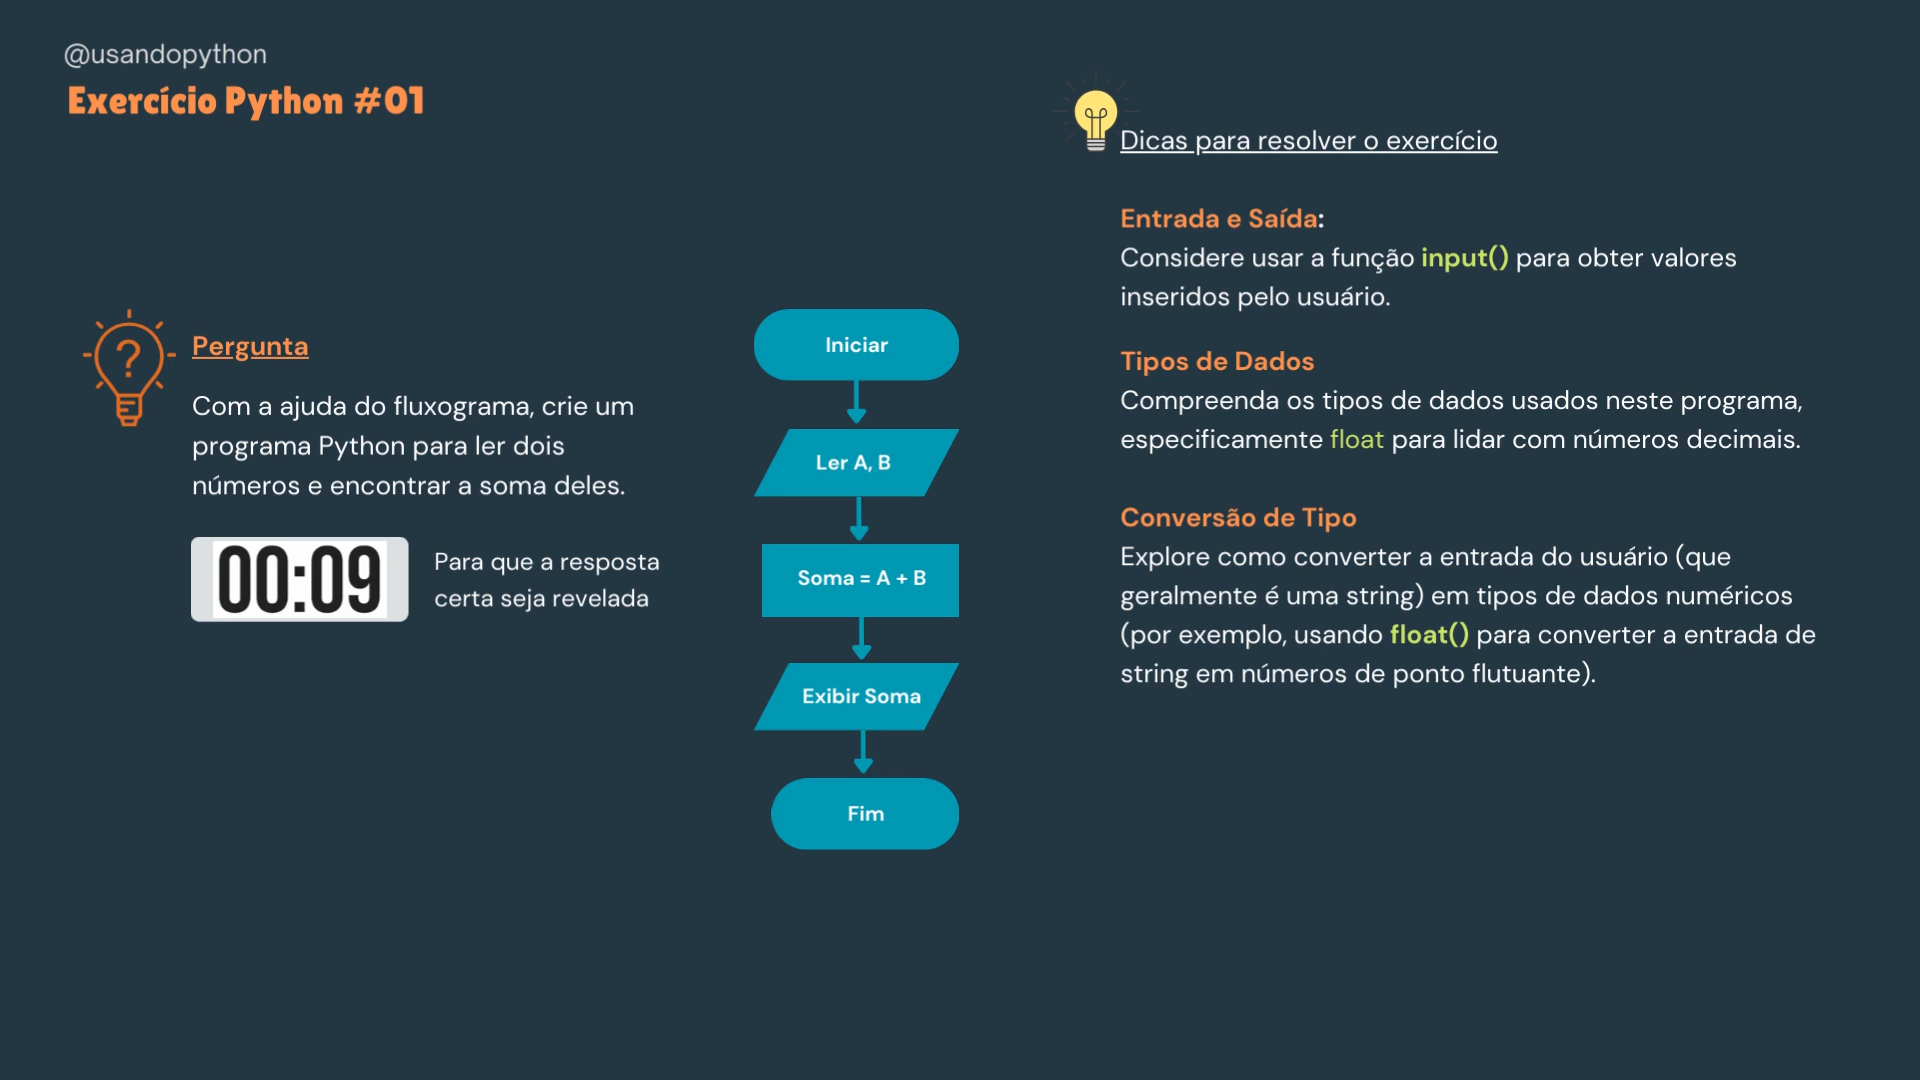 @usandopython
Exercício Python #01
Pergunta
Com a ajuda do fluxograma, crie um
programa Python para ler dois
números e encontrar a soma deles.
00:09
Para que a resposta
certa seja revelada
Iniciar
Ler A, B
Soma = A + B
Exibir Soma
Fim
Dicas para resolver o exercício
Entrada e Saída:
Considere usar a função input() para obter valores
inseridos pelo usuário.
Tipos de Dados
Compreenda os tipos de dados usados neste programa,
especificamente float para lidar com números decimais.
Conversão de Tipo
Explore como converter a entrada do usuário (que
geralmente é uma string) em tipos de dados numéricos
(por exemplo, usando float() para converter a entrada de
string em números de ponto flutuante).